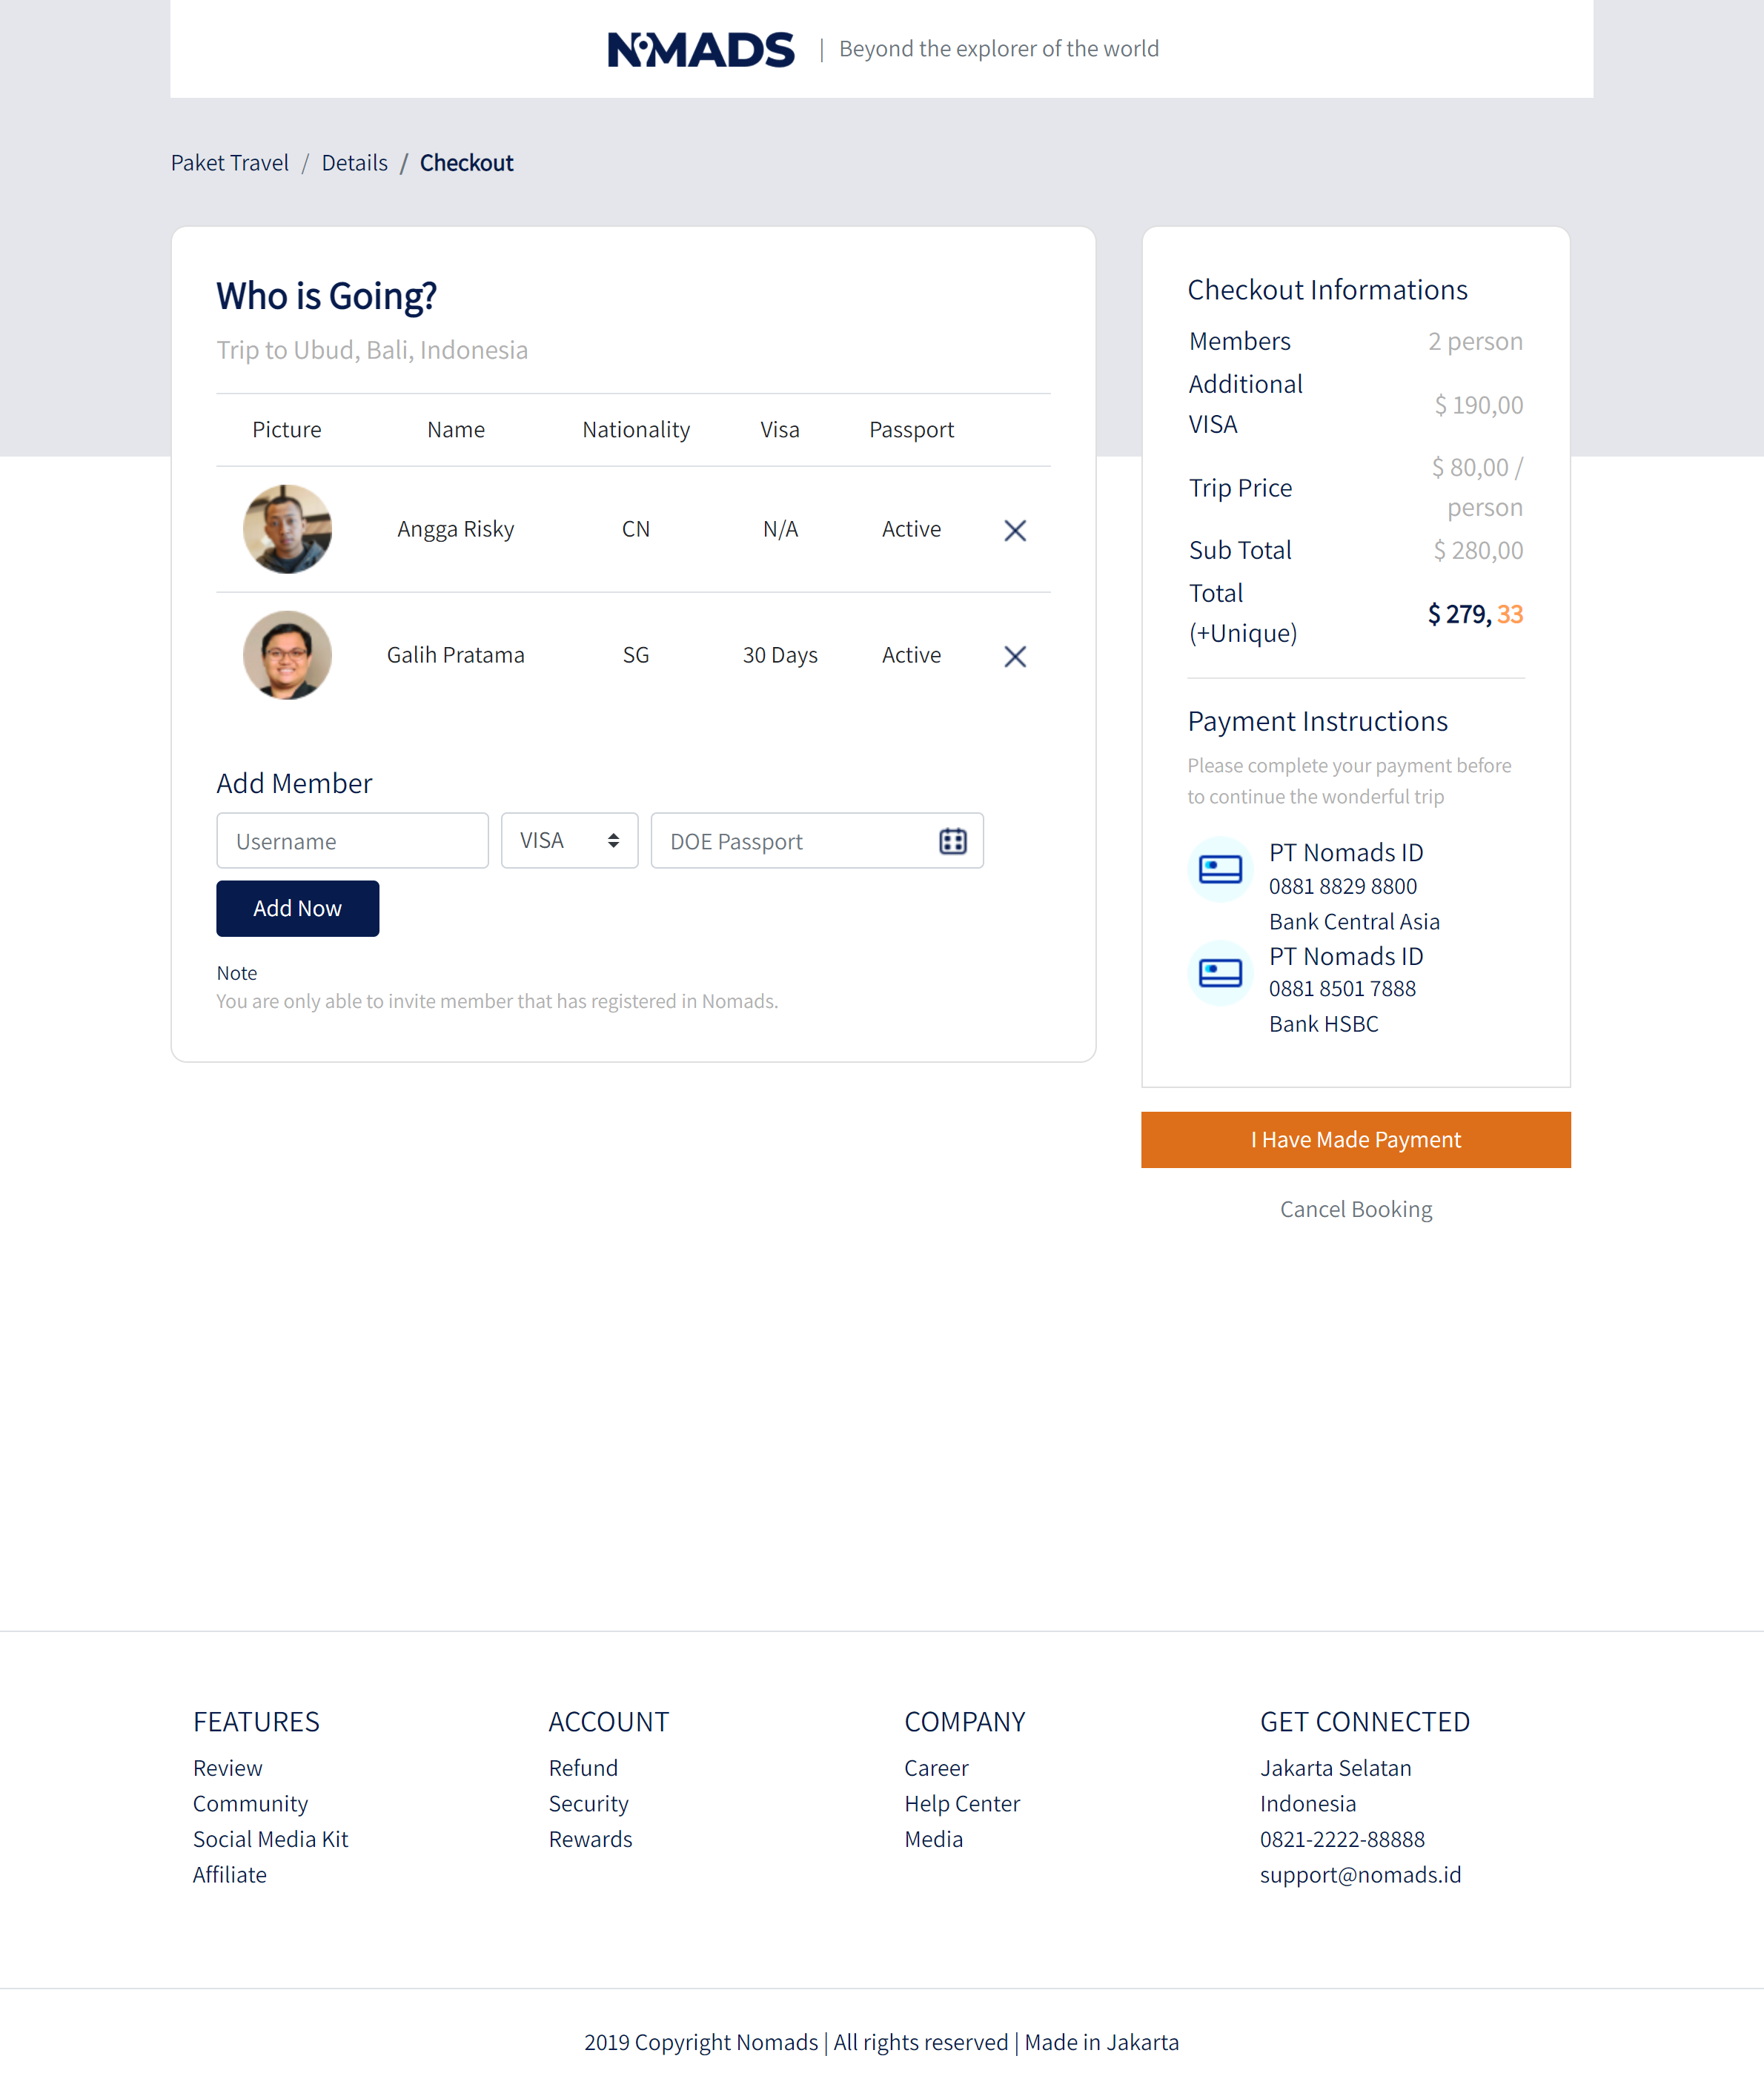 NOMADS | Beyond the explorer of the world
Paket Travel / Details / Checkout
Who is Going?
Trip to Ubud, Bali, Indonesia
Picture Name Nationality Visa Passport
Angga Risky CN N/A Active
Galih Pratama SG 30 Days Active
Add Member
Username VISA DOE Passport
Add Now
Note
You are only able to invite member that has registered in Nomads.
Checkout Informations
Members 2 person
Additional
VISA
$ 190,00
Trip Price
$ 80,00 /
person
Sub Total $ 280,00
Total
(+Unique)
$ 279, 33
Payment Instructions
Please complete your payment before
to continue the wonderful trip
PT Nomads ID
0881 8829 8800
Bank Central Asia
PT Nomads ID
0881 8501 7888
Bank HSBC
I Have Made Payment
Cancel Booking
FEATURES
Review
Community
Social Media Kit
Affiliate
ACCOUNT
Refund
Security
Rewards
COMPANY
Career
Help Center
Media
GET CONNECTED
Jakarta Selatan
Indonesia
0821-2222-88888
support@nomads.id
2019 Copyright Nomads | All rights reserved | Made in Jakarta